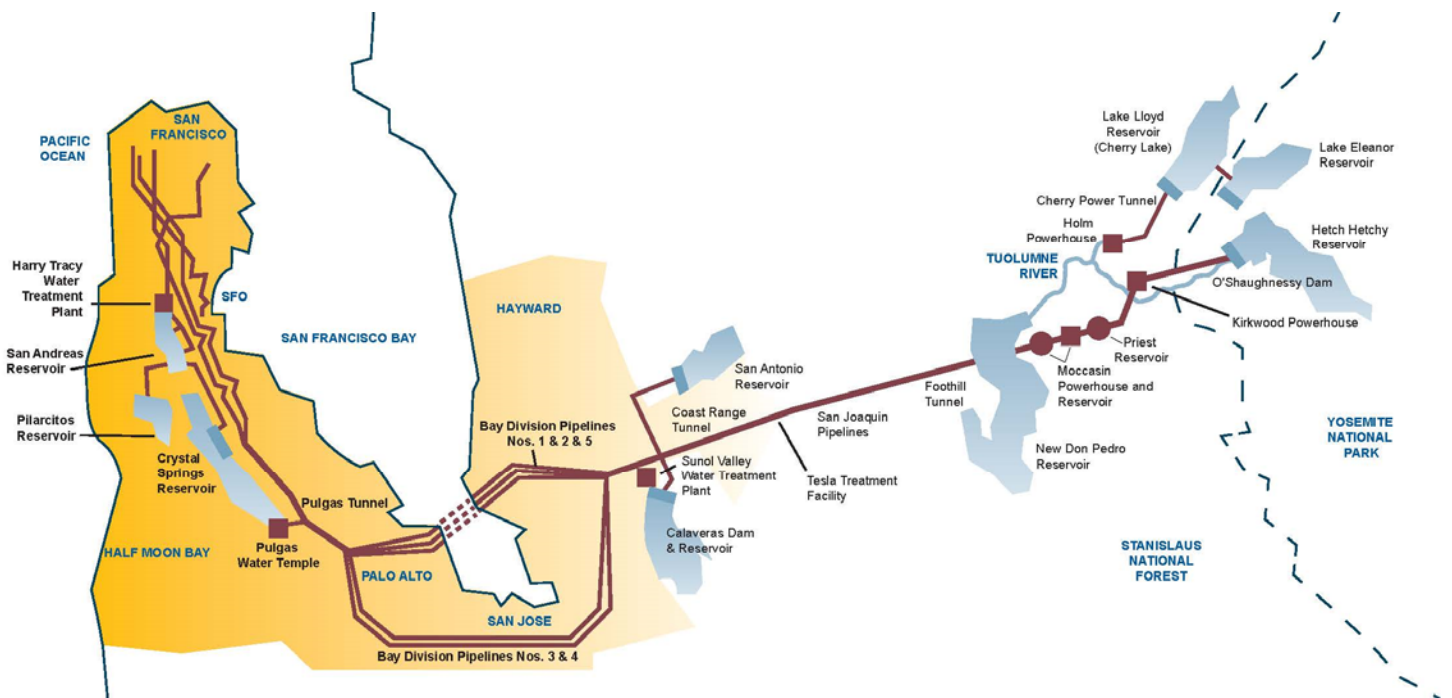 SAN
FRANCISCO
PACIFIC
OCEAN
Harry Tracy
Water
Treatment
Plant
SFO
SAN FRANCISCO BAY
San Andreas
Reservoir
Pilarcitos
Reservoir
Crystal
Springs
Reservoir
HALF MOON BAY
Pulgas
Water Temple
Pulgas Tunnel
PALO ALTO
SAN JOSE
Bay Division Pipelines Nos. 3 & 4
Bay Division Pipelines
Nos. 1 & 2 & 5
HAYWARD
San Antonio
Reservoir
Coast Range
Tunnel
Sunol Valley
Water Treatment
Plant
Calaveras Dam
& Reservoir
San Joaquin
Pipelines
Tesla Treatment
Facility
Foothill
Tunnel
New Don Pedro
Reservoir
Moccasin
Powerhouse and
Reservoir
Priest
Reservoir
Kirkwood Powerhouse
TUOLUMNE
RIVER
Holm
Powerhouse
Cherry Power Tunnel
Lake Lloyd
Reservoir
(Cherry Lake)
Lake Eleanor
Reservoir
Hetch Hetchy
Reservoir
O'Shaughnessy Dam
YOSEMITE
NATIONAL
PARK
STANISLAUS
NATIONAL
FOREST